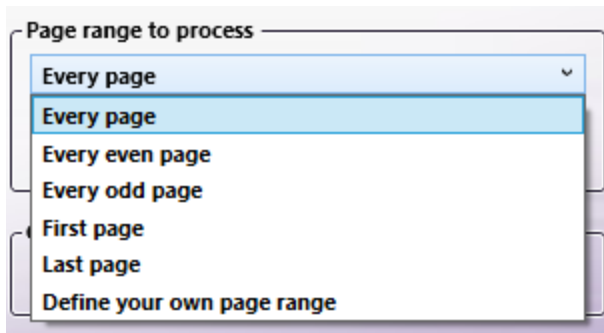 Page range to process
Every page
Every page
Every even page
Every odd page
First page
Last page
Define your own page range